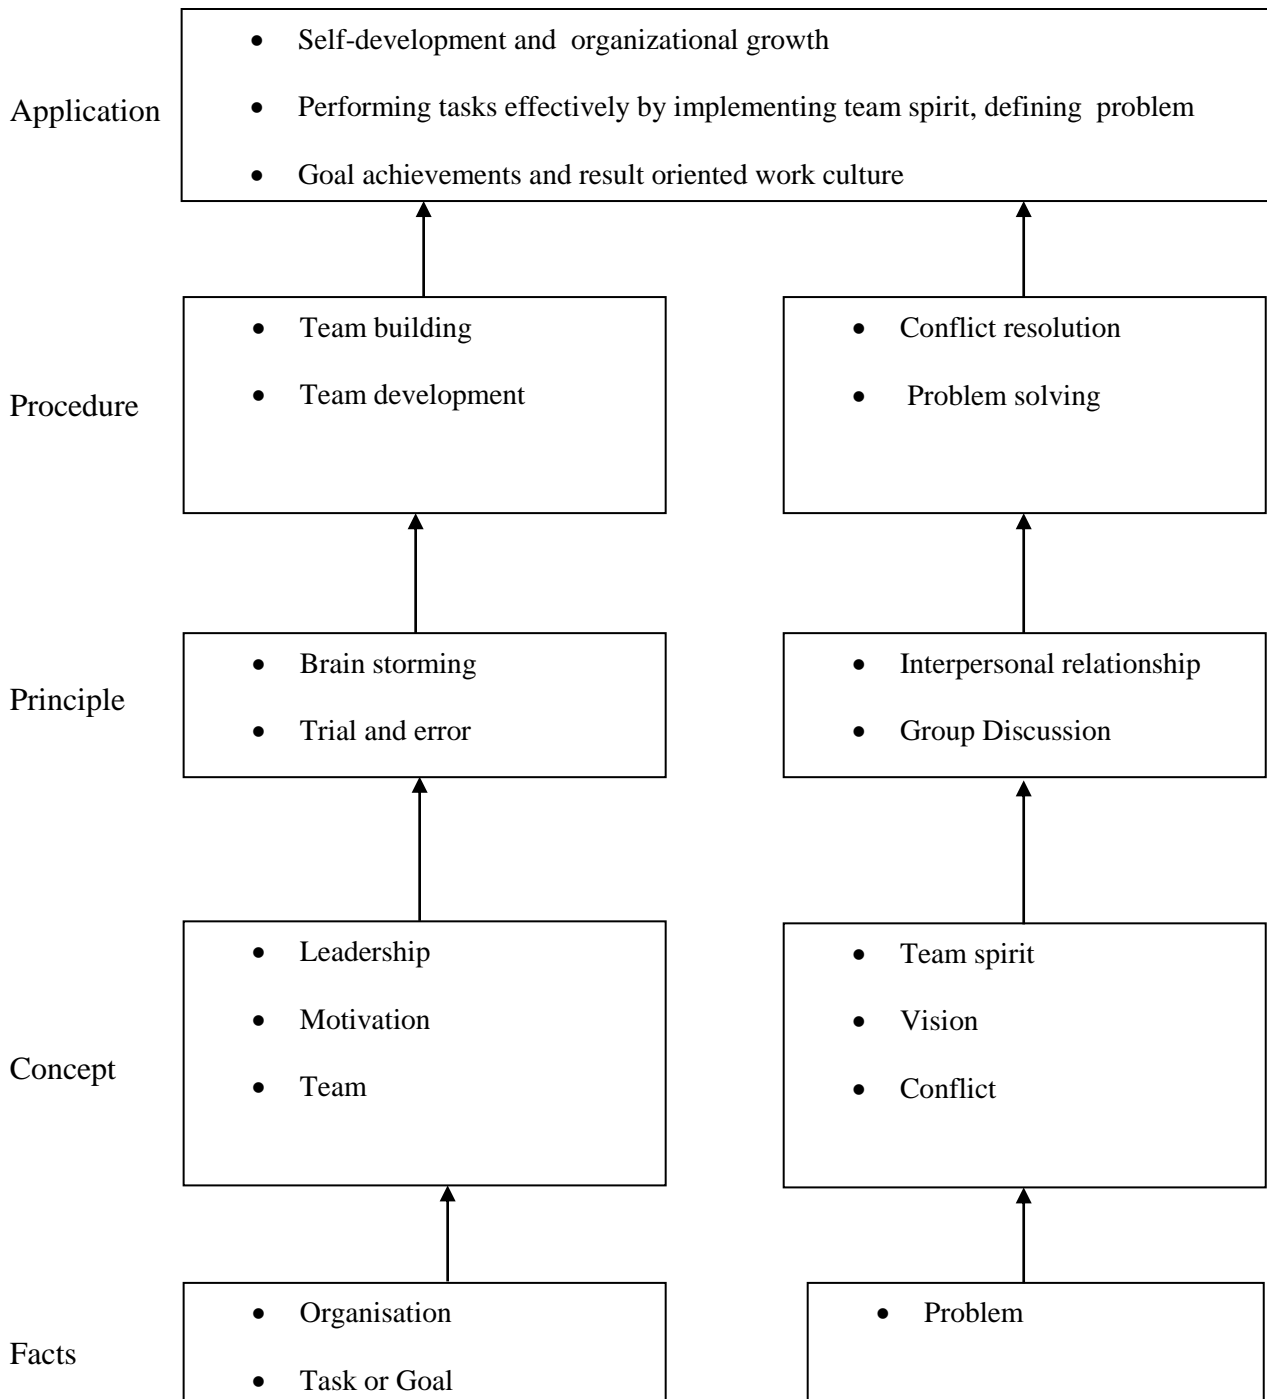 • Self-development and organizational growth
Application
• Performing tasks effectively by implementing team spirit, defining problem
• Goal achievements and result oriented work culture
Procedure
• Team building
• Team development
• Conflict resolution
• Problem solving
Principle
• Brain storming
• Trial and error
• Interpersonal relationship
• Group Discussion
Concept
• Leadership
• Motivation
• Team
• Team spirit
• Vision
• Conflict
Facts
• Organisation
• Task or Goal
• Problem